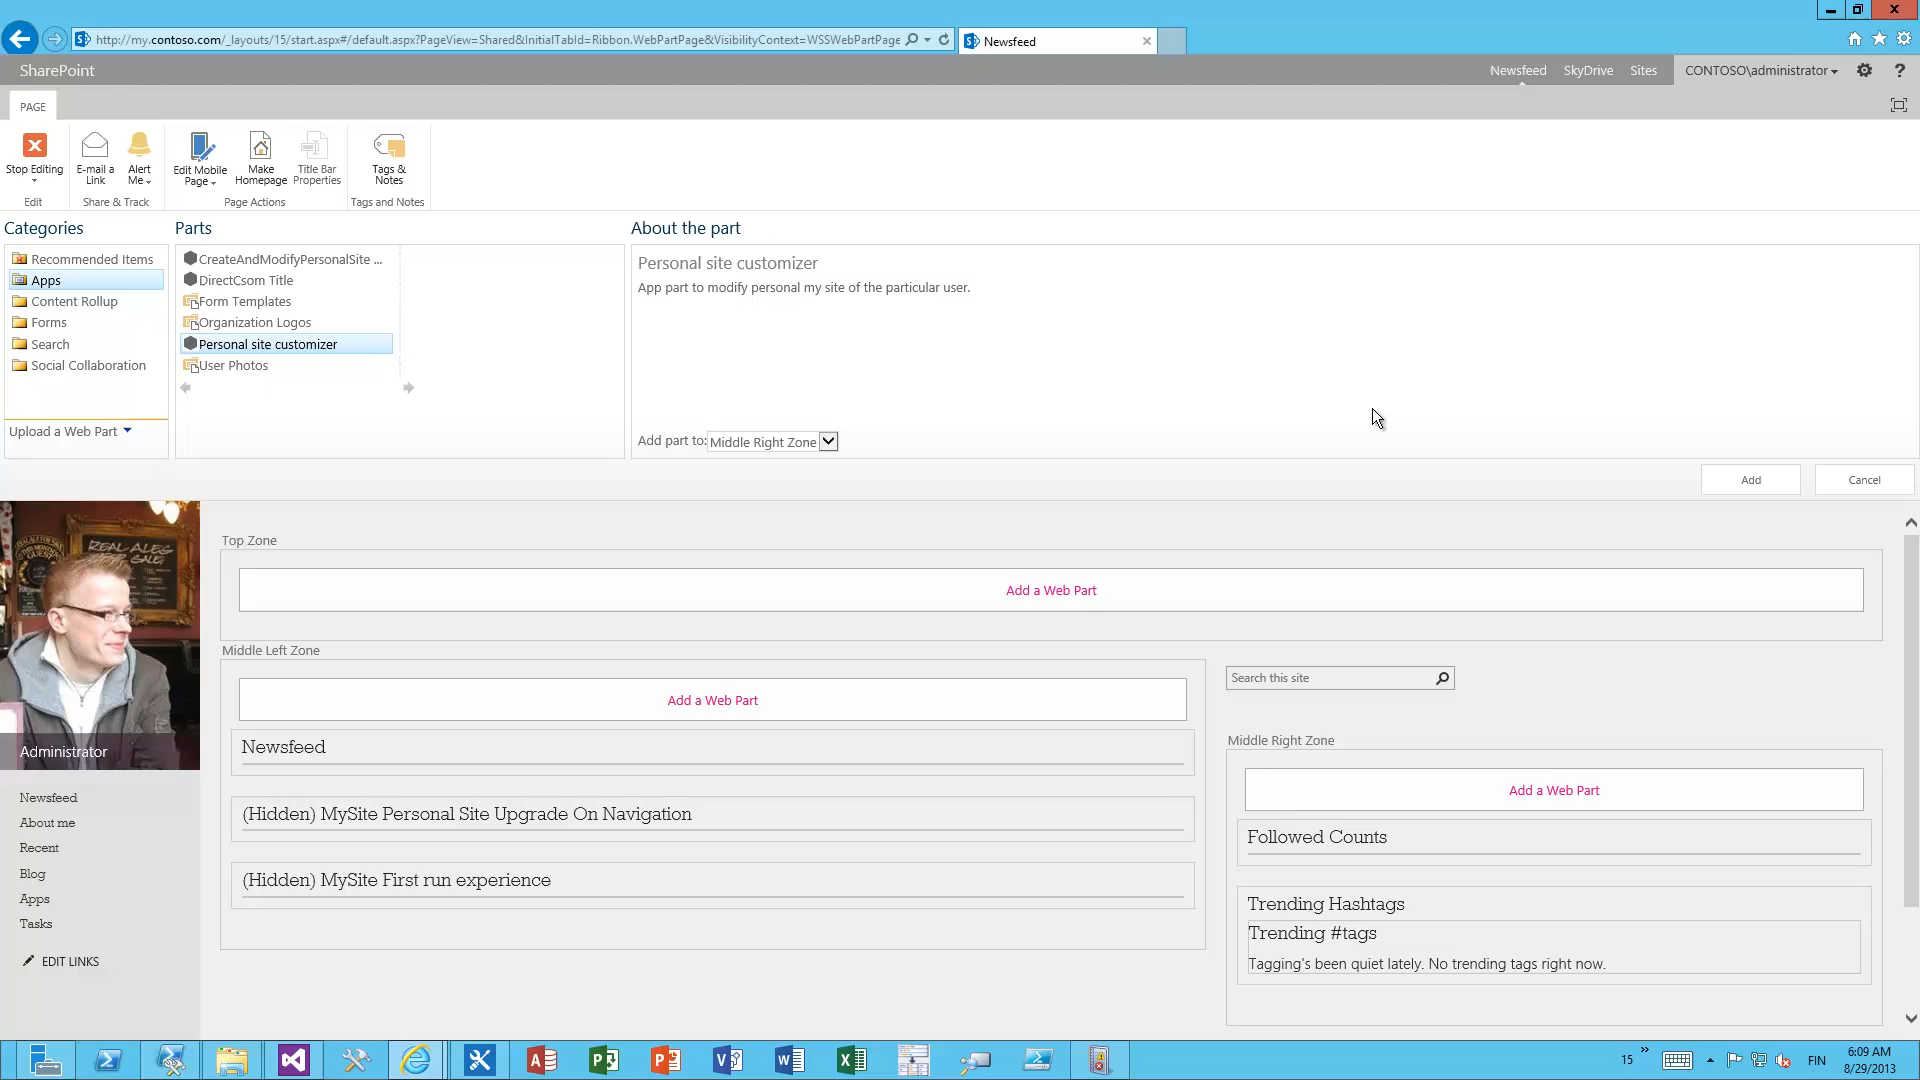 http://my.contoso.com/_layouts/15/start.aspx#/default.aspx?PageView=Shared&InitialTabId=Ribbon.WebPartPage&VisibilityContext=WSSWebPartPage
Newsfeed
SharePoint
Newsfeed SkyDrive Sites CONTOSO\administrator ?
PAGE
Stop Editing
E-mail a Link
Alert Me
Edit Mobile Page
Make Homepage
Title Bar Properties
Tags & Notes
Edit
Share & Track
Page Actions
Tags and Notes
Categories
Parts
About the part
Recommended Items
Apps
Content Rollup
Forms
Search
Social Collaboration
Upload a Web Part
CreateAndModifyPersonalSite ...
DirectCsom Title
Form Templates
Organization Logos
Personal site customizer
User Photos
Personal site customizer
App part to modify personal my site of the particular user.
Add part to: Middle Right Zone
Add
Cancel
Administrator
Newsfeed
About me
Recent
Blog
Apps
Tasks
EDIT LINKS
Top Zone
Add a Web Part
Middle Left Zone
Add a Web Part
Newsfeed
(Hidden) MySite Personal Site Upgrade On Navigation
(Hidden) MySite First run experience
Search this site
Middle Right Zone
Add a Web Part
Followed Counts
Trending Hashtags
Trending #tags
Tagging's been quiet lately. No trending tags right now.
15
FIN
6:09 AM
8/29/2013